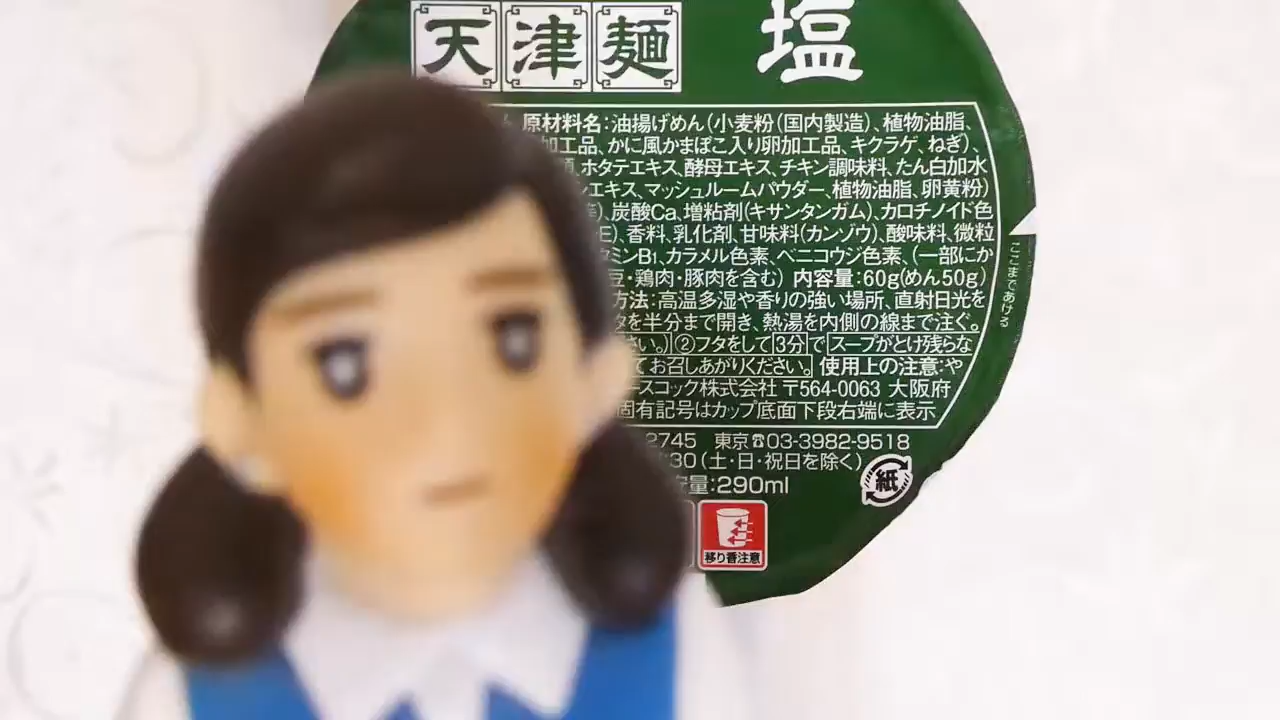 天津麺 塩
原材料名:油揚げめん(小麦粉(国内製造)、植物油脂、
加工品、かに風かまぼこ入り卵加工品、キクラゲ、ねぎ)、
ホタテエキス、酵母エキス、チキン調味料、たん白加水
エキス、マッシュルームパウダー、植物油脂、卵黄粉)
、炭酸Ca、増粘剤(キサンタンガム)、カロチノイド色
E)、香料、乳化剤、甘味料(カンゾウ)、酸味料、微粒
ミンB₁、カラメル色素、ベニコウジ色素、(一部にか
豆・鶏肉・豚肉を含む) 内容量:60g(めん50g)
方法:高温多湿や香りの強い場所、直射日光を
タを半分まで開き、熱湯を内側の線まで注ぐ。
さい。)②フタをして3分でスープがとけ残らな
てお召しあがりください。 使用上の注意:や
ースコック株式会社 〒564-0063 大阪府
固有記号はカップ底面下段右端に表示
2745 東京☎03-3982-9518
30(土・日・祝日を除く)
量:290ml
紙
移り香注意
ここまであける